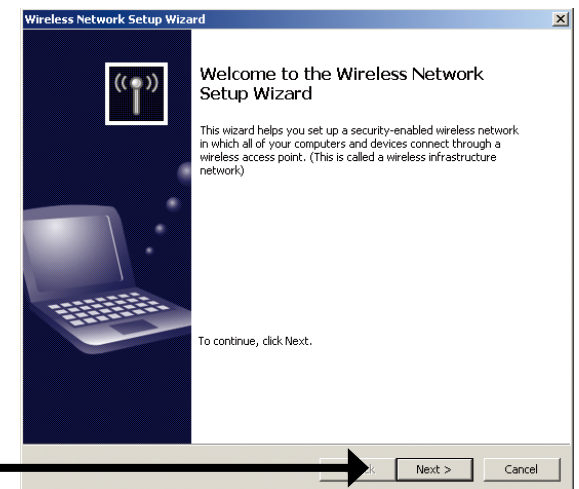 Wireless Network Setup Wizard
Welcome to the Wireless Network
Setup Wizard
This wizard helps you set up a security-enabled wireless network
in which all of your computers and devices connect through a
wireless access point. (This is called a wireless infrastructure
network)
To continue, click Next.
Next > Cancel